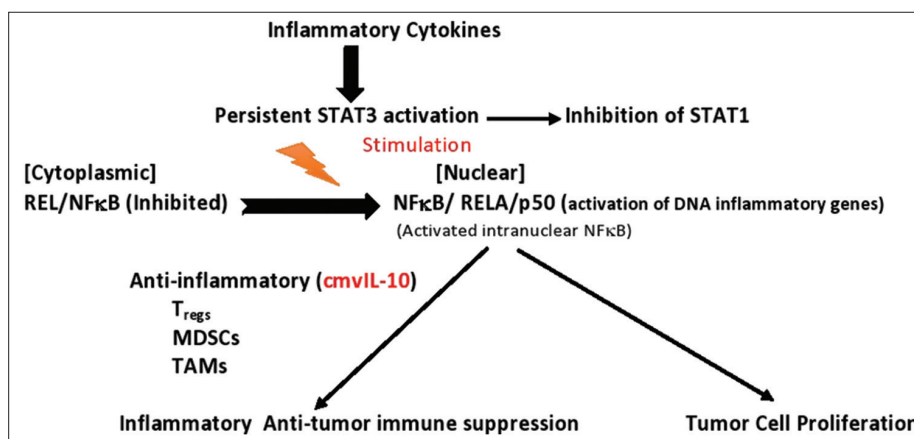 Inflammatory Cytokines
Persistent STAT3 activation
Inhibition of STAT1
Stimulation
[Cytoplasmic]
[Nuclear]
REL/NFκB (Inhibited)
NFκB/ RELA/p50 (activation of DNA inflammatory genes)
(Activated intranuclear NFκB)
Anti-inflammatory (cmvIL-10)
Tregs
MDSCs
TAMs
Inflammatory Anti-tumor immune suppression
Tumor Cell Proliferation